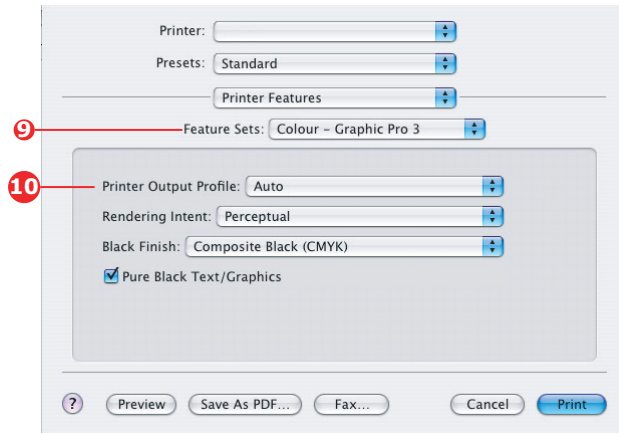 Printer:
Presets: Standard
Printer Features
9 Feature Sets: Colour – Graphic Pro 3
10 Printer Output Profile: Auto
Rendering Intent: Perceptual
Black Finish: Composite Black (CMYK)
Pure Black Text/Graphics
? Preview Save As PDF... Fax... Cancel Print